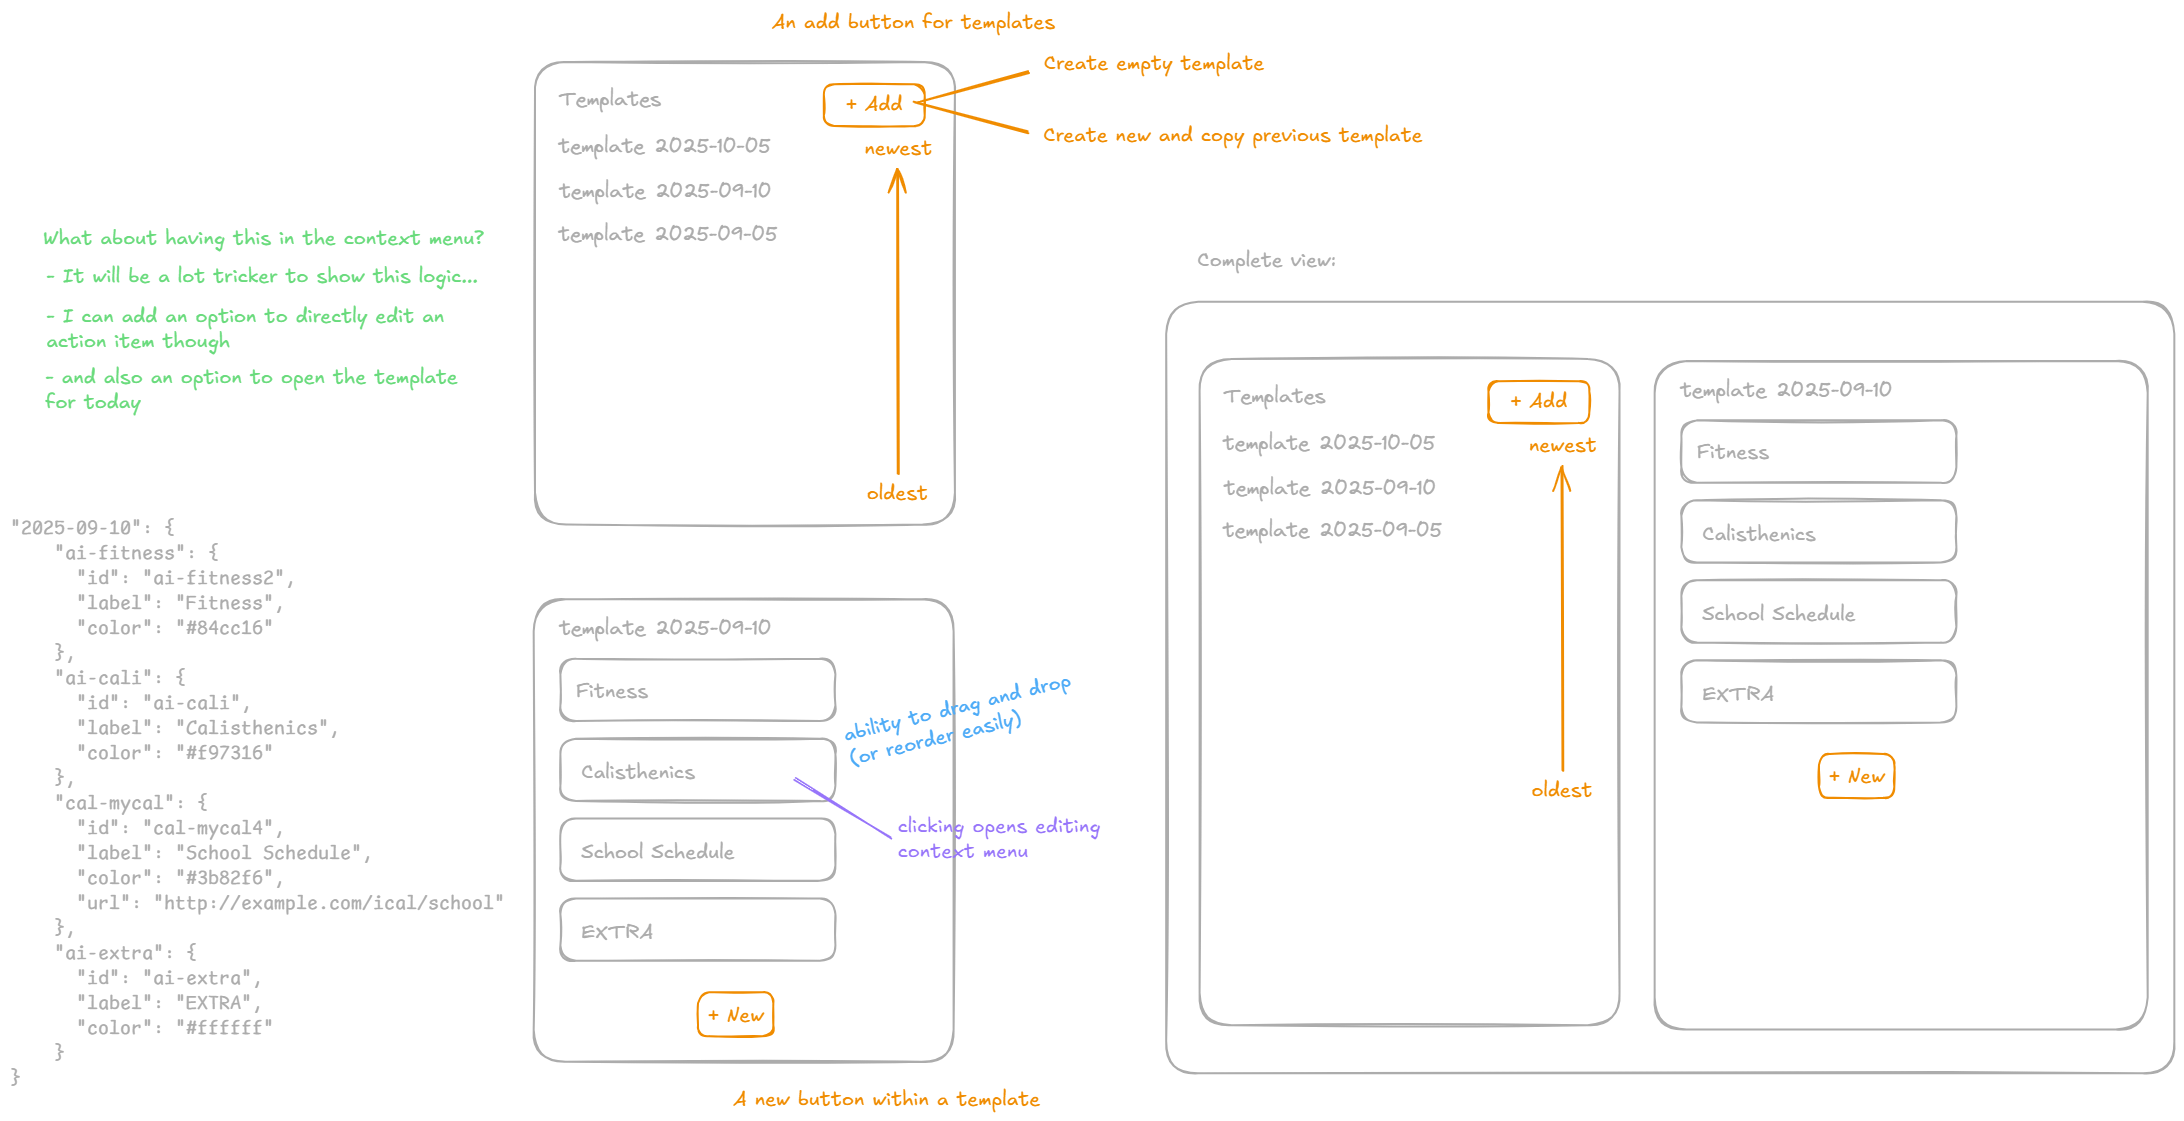 An add button for templates
Templates
+ Add
Create empty template
Create new and copy previous template
newest
template 2025-10-05
template 2025-09-10
template 2025-09-05
oldest
What about having this in the context menu?
- It will be a lot tricker to show this logic...
- I can add an option to directly edit an
action item though
- and also an option to open the template
for today
"2025-09-10": {
"ai-fitness": {
"id": "ai-fitness2",
"label": "Fitness",
"color": "#84cc16"
},
"ai-cali": {
"id": "ai-cali",
"label": "Calisthenics",
"color": "#f97316"
},
"cal-mycal": {
"id": "cal-mycal4",
"label": "School Schedule",
"color": "#3b82f6",
"url": "http://example.com/ical/school"
},
"ai-extra": {
"id": "ai-extra",
"label": "EXTRA",
"color": "#ffffff"
}
}
template 2025-09-10
Fitness
Calisthenics
School Schedule
EXTRA
+ New
ability to drag and drop
(or reorder easily)
clicking opens editing
context menu
A new button within a template
Complete view:
Templates
+ Add
newest
template 2025-10-05
template 2025-09-10
template 2025-09-05
oldest
template 2025-09-10
Fitness
Calisthenics
School Schedule
EXTRA
+ New